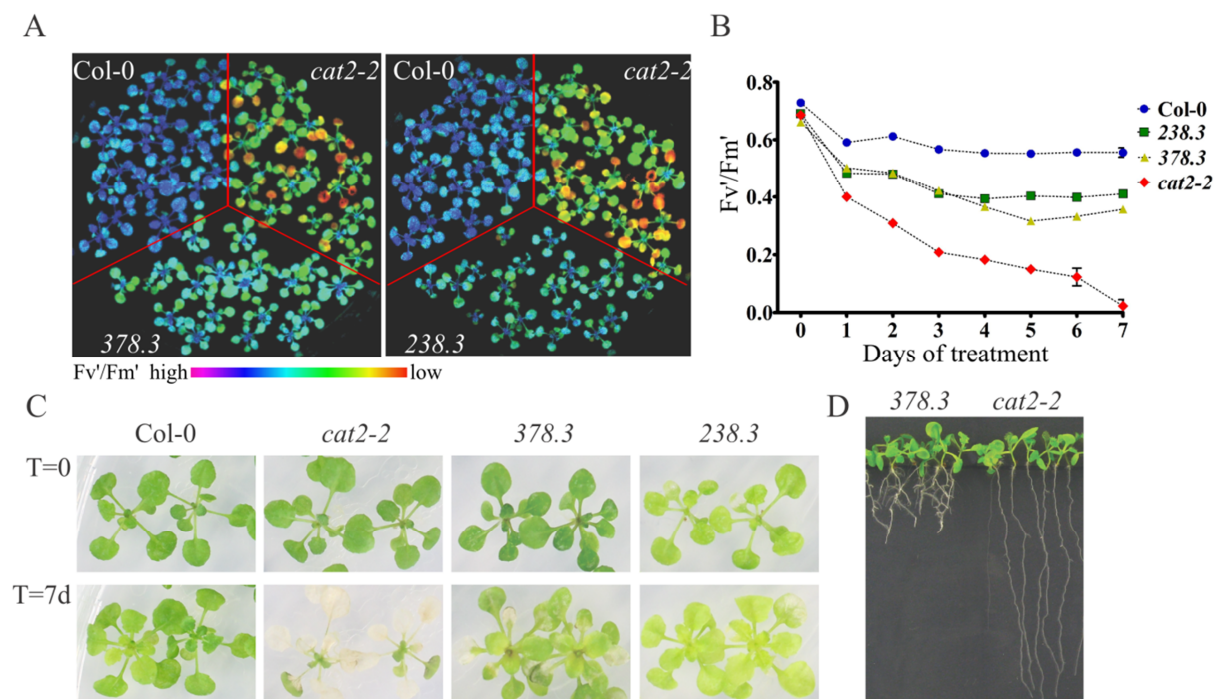 A
Col-0
cat2-2
378.3
Col-0
cat2-2
238.3
Fv'/Fm' high
low
B
Fv'/Fm'
0.8
0.6
0.4
0.2
0.0
0 1 2 3 4 5 6 7
Days of treatment
Col-0
238.3
378.3
cat2-2
C
Col-0 cat2-2 378.3 238.3
T=0
T=7d
D
378.3 cat2-2